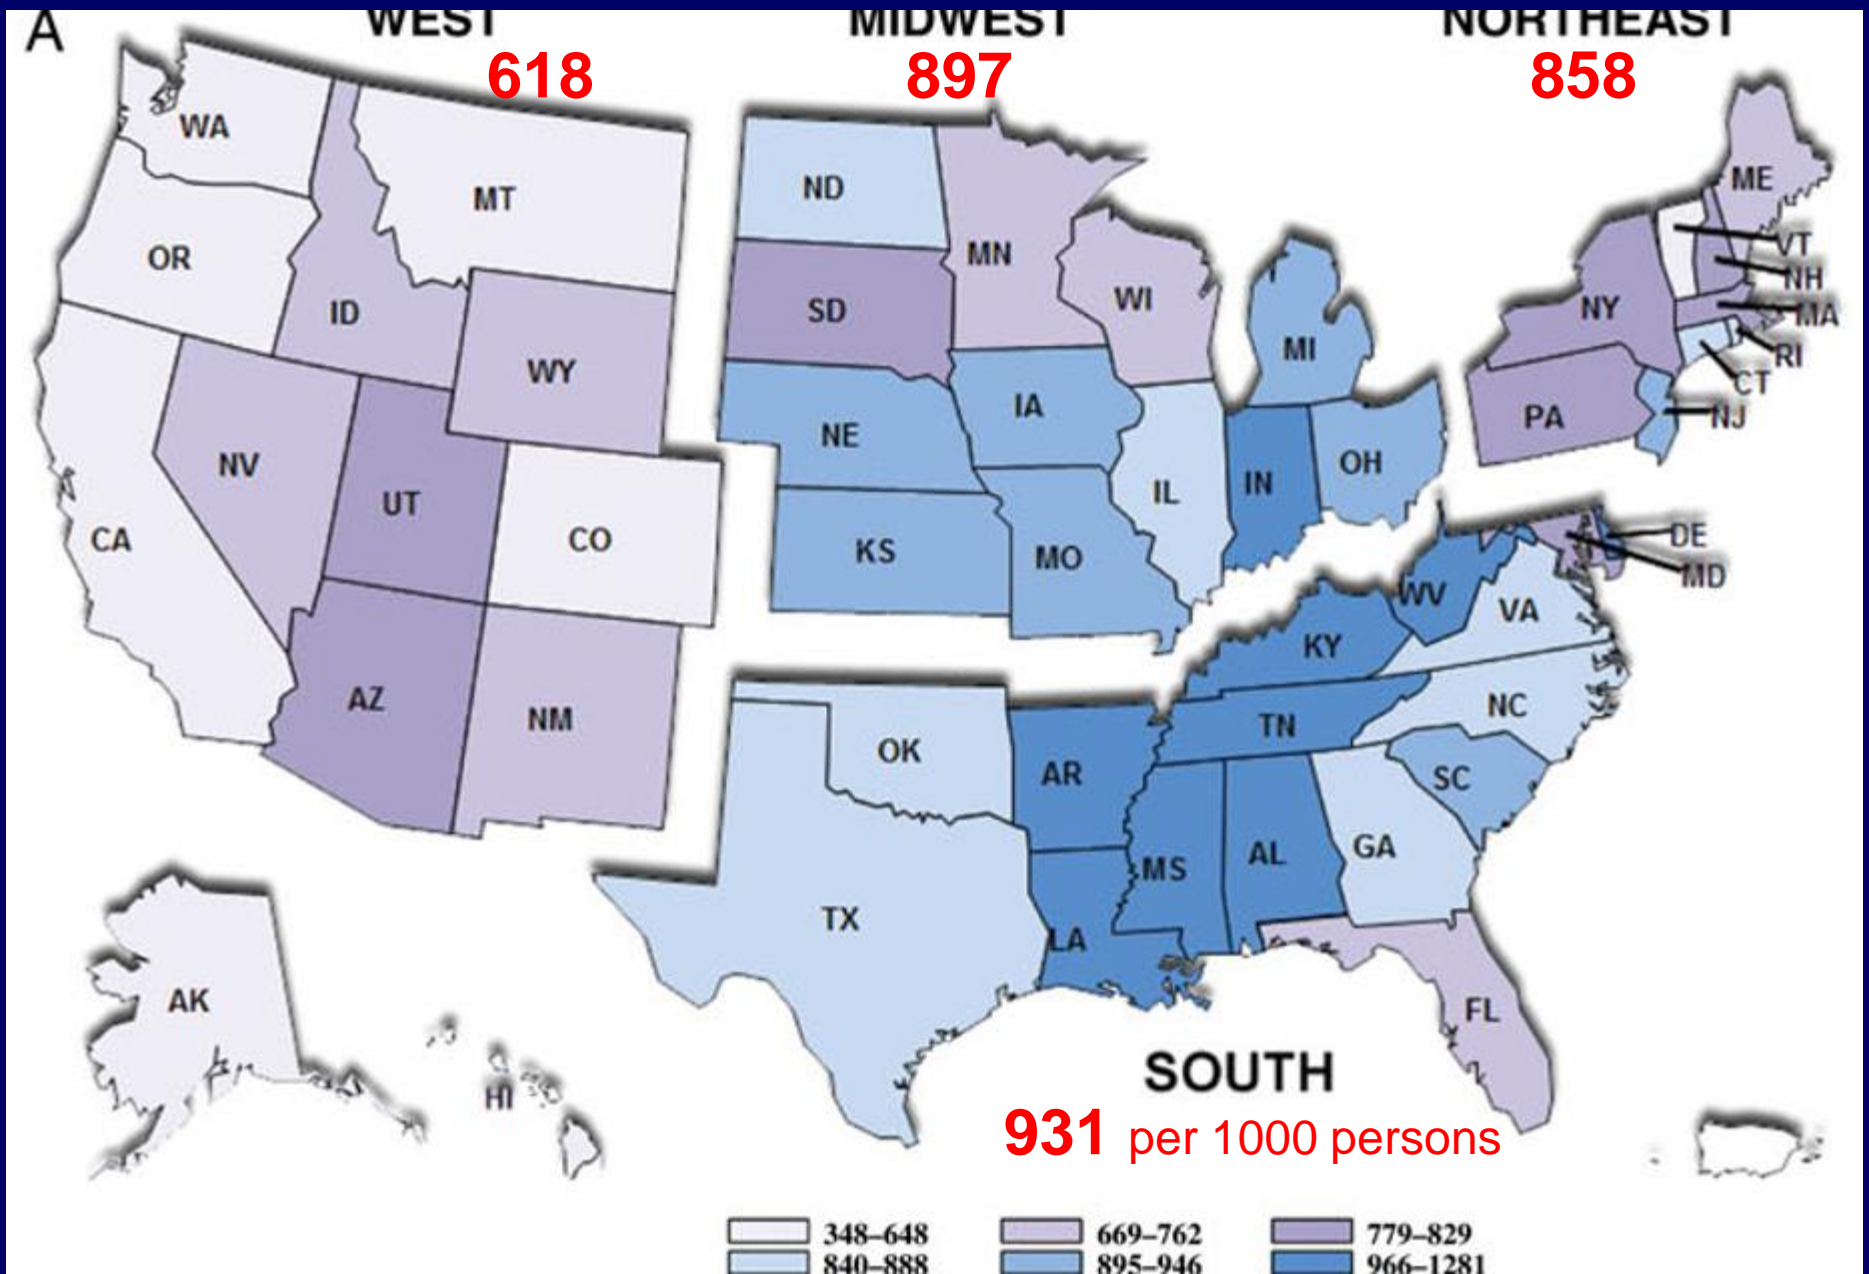 A
WEST
MIDWEST
NORTHEAST
618
897
858
WA
MT
ND
MN
ME
OR
ID
SD
WI
VT
NH
NY
MA
WY
MI
RI
CT
NE
IA
PA
NJ
NV
UT
CO
IL
IN
OH
CA
KS
MO
DE
MD
WV
VA
KY
AZ
NM
NC
OK
TN
AR
SC
TX
MS
AL
GA
LA
AK
FL
HI
SOUTH
931 per 1000 persons
348–648 669–762 779–829
840–888 895–946 966–1281